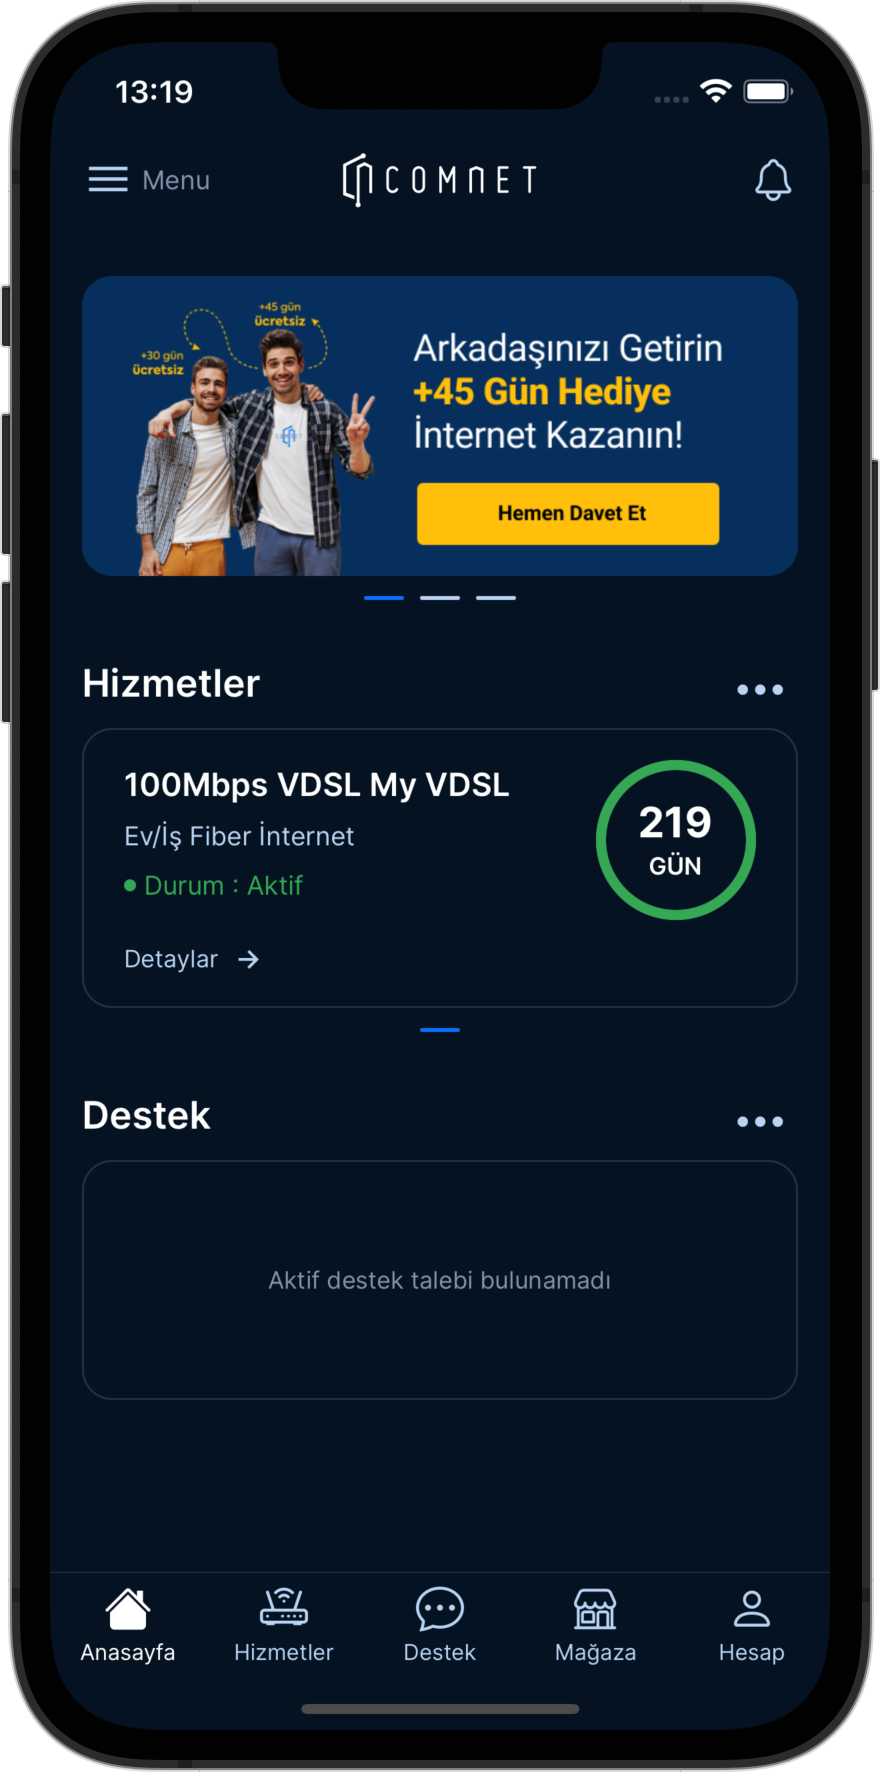 13:19
Menu
COMNET
+45 gün
ücretsiz
+30 gün
ücretsiz
Arkadaşınızı Getirin
+45 Gün Hediye
İnternet Kazanın!
Hemen Davet Et
Hizmetler
100Mbps VDSL My VDSL
Ev/İş Fiber İnternet
Durum : Aktif
219
GÜN
Detaylar
Destek
Aktif destek talebi bulunamadı
Anasayfa
Hizmetler
Destek
Mağaza
Hesap